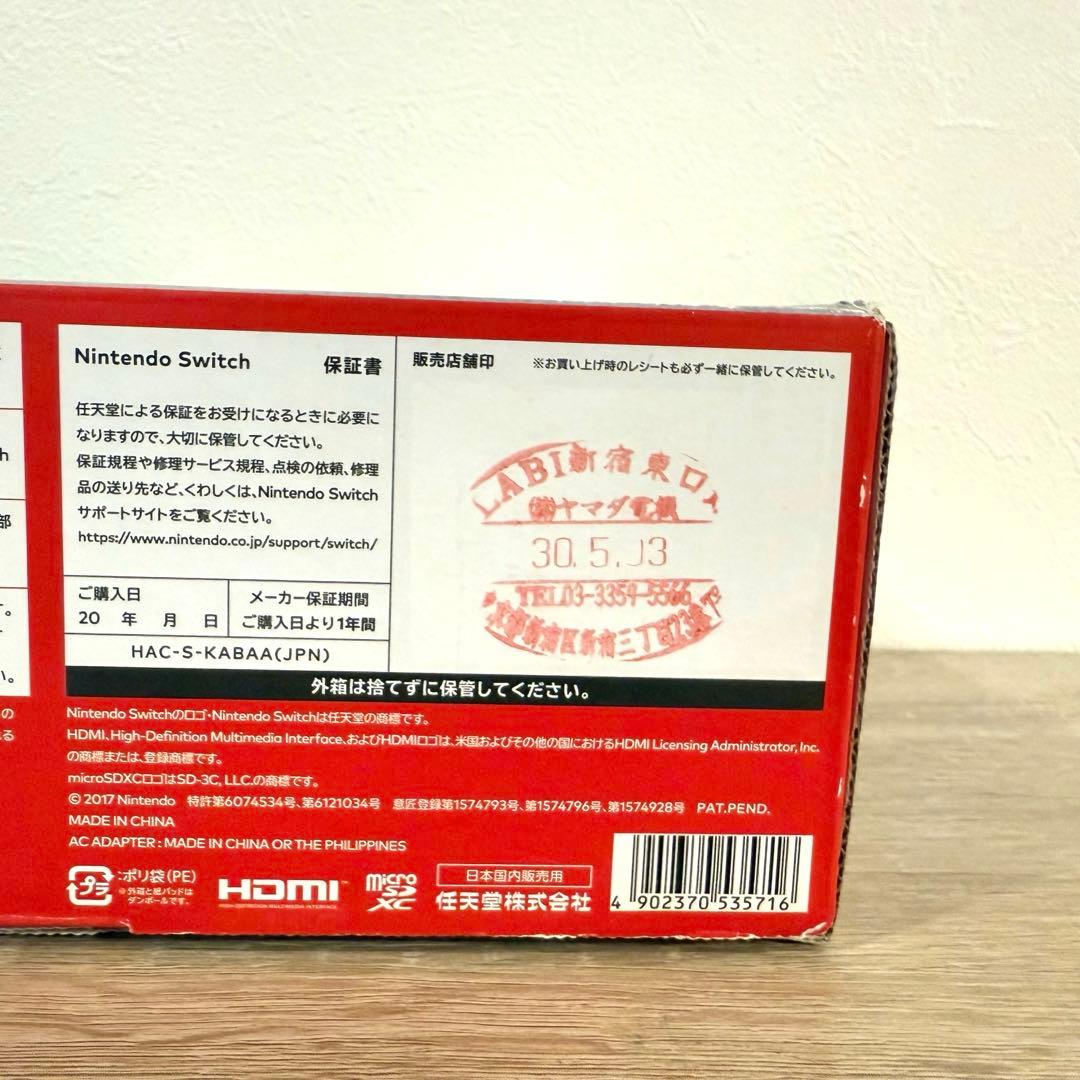 Nintendo Switch 保証書
任天堂による保証をお受けになるときに必要に
なりますので、大切に保管してください。
保証規程や修理サービス規程、点検の依頼、修理
品の送り先など、くわしくは、Nintendo Switch
サポートサイトをご覧ください。
https://www.nintendo.co.jp/support/switch/
ご購入日
20 年 月 日
メーカー保証期間
ご購入日より1年間
HAC-S-KABAA(JPN)
販売店舗印 ※お買い上げ時のレシートも必ず一緒に保管してください。
LABI新宿東口
㈱ヤマダ電機
30.5.
TEL03-3359-5566
新宿区新宿三丁目23番
外箱は捨てずに保管してください。
Nintendo Switchのロゴ・Nintendo Switchは任天堂の商標です。
HDMI、High-Definition Multimedia Interface、およびHDMIロゴは、米国およびその他の国におけるHDMI Licensing Administrator, Inc.
の商標または、登録商標です。
microSDXCロゴはSD-3C, LLC.の商標です。
© 2017 Nintendo 特許第6074534号、第6121034号 意匠登録第1574793号、第1574796号、第1574928号 PAT.PEND.
MADE IN CHINA
AC ADAPTER : MADE IN CHINA OR THE PHILIPPINES
プラ
:ポリ袋(PE)
※外箱と紙パッドは
ダンボールです。
HDMI
HIGH-DEFINITION MULTIMEDIA INTERFACE
micro
SD
XC
日本国内販売用
任天堂株式会社
4 902370 535716
h
部
。
い。
の
る